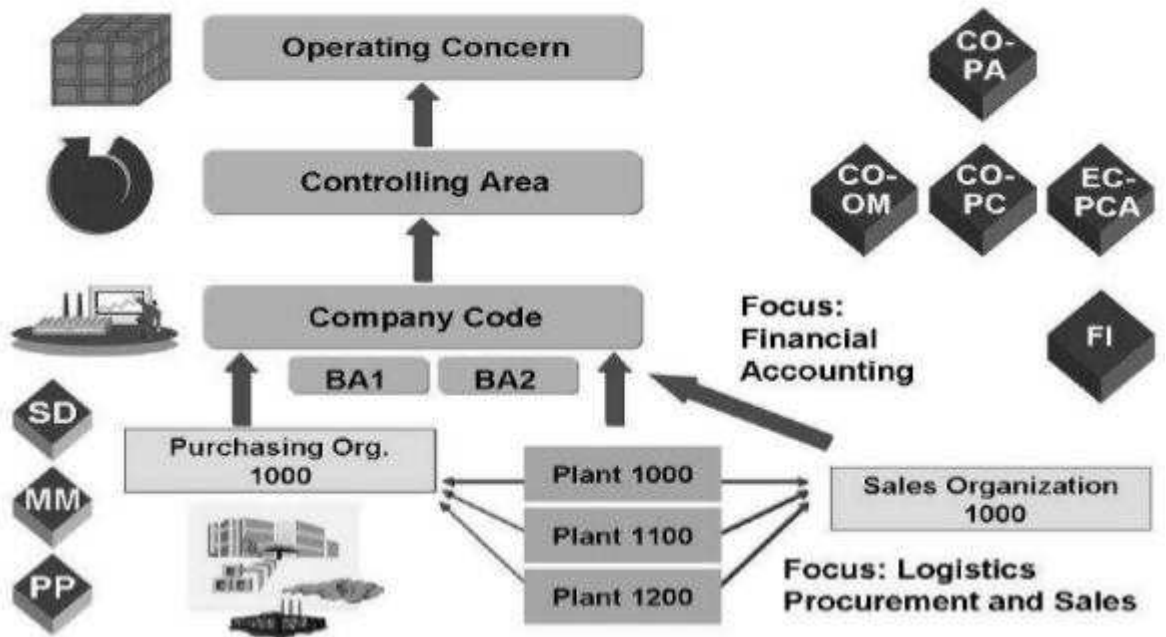 Operating Concern
CO-
PA
Controlling Area
CO-
OM
CO-
PC
EC-
PCA
Company Code
Focus:
Financial
Accounting
FI
BA1
BA2
SD
Purchasing Org.
1000
Plant 1000
Sales Organization
1000
MM
Plant 1100
PP
Plant 1200
Focus: Logistics
Procurement and Sales